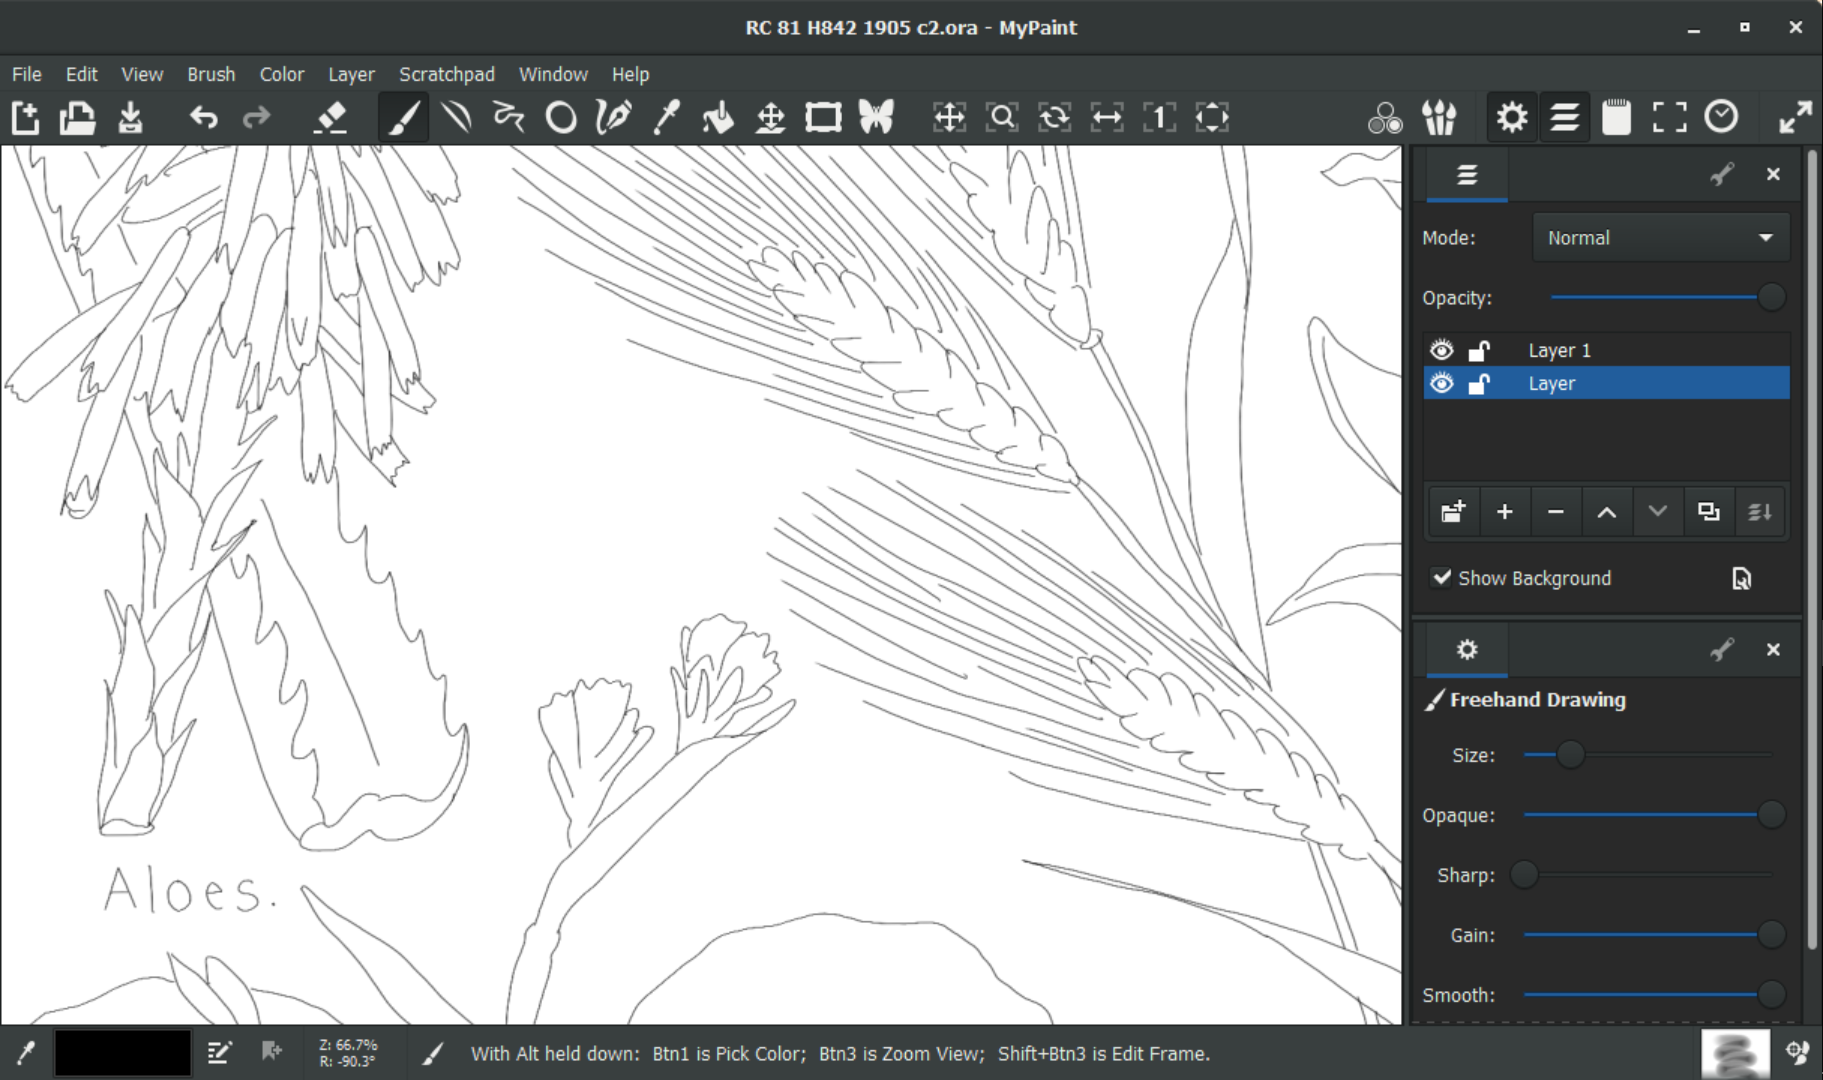 RC 81 H842 1905 c2.ora - MyPaint
File Edit View Brush Color Layer Scratchpad Window Help
1
Mode: Normal
Opacity:
Layer 1
Layer
Show Background
Freehand Drawing
Size:
Opaque:
Sharp:
Gain:
Smooth:
Aloes.
Z: 66.7%
R: -90.3°
With Alt held down: Btn1 is Pick Color; Btn3 is Zoom View; Shift+Btn3 is Edit Frame.